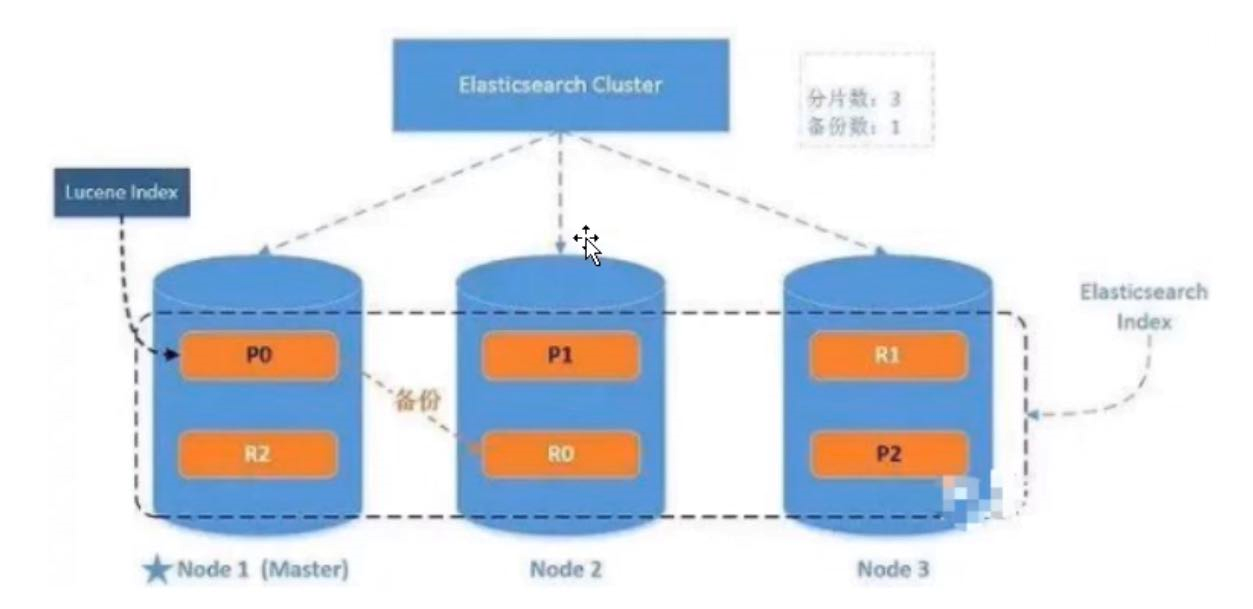 Elasticsearch Cluster
分片数：3
备份数：1
Lucene Index
Elasticsearch
Index
P0
P1
R1
备份
R2
R0
P2
Node 1 (Master)
Node 2
Node 3